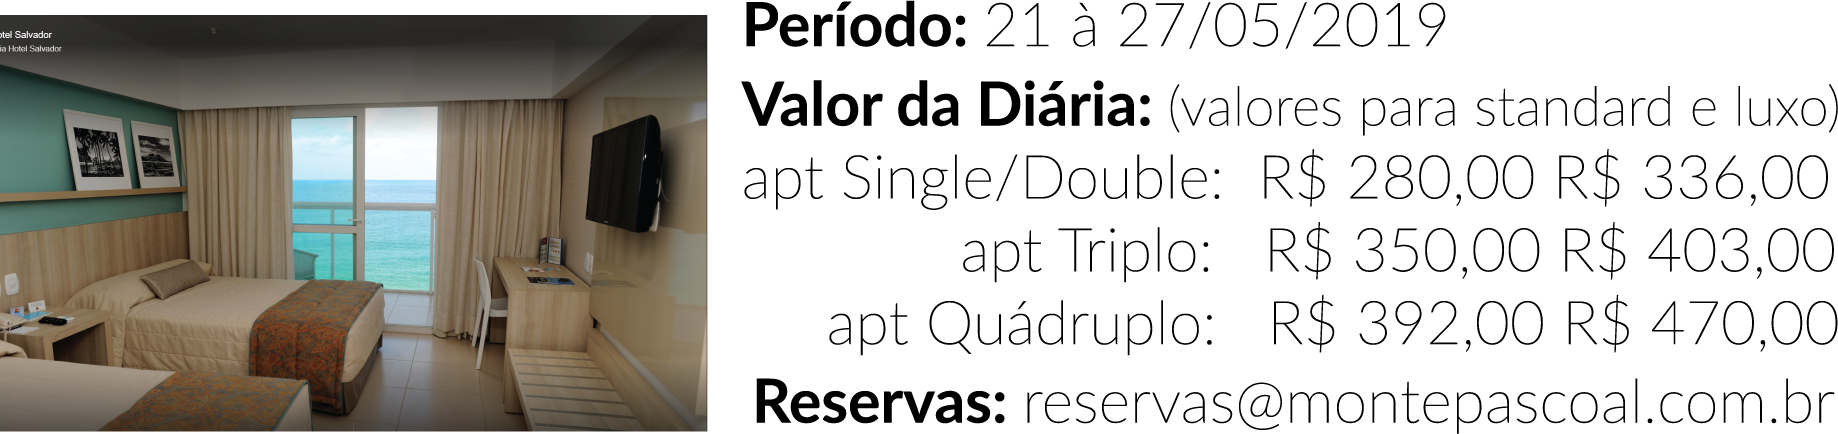 otel Salvador
ia Hotel Salvador
Período: 21 à 27/05/2019
Valor da Diária: (valores para standard e luxo)
apt Single/Double: R$ 280,00 R$ 336,00
apt Triplo: R$ 350,00 R$ 403,00
apt Quádruplo: R$ 392,00 R$ 470,00
Reservas: reservas@montepascoal.com.br